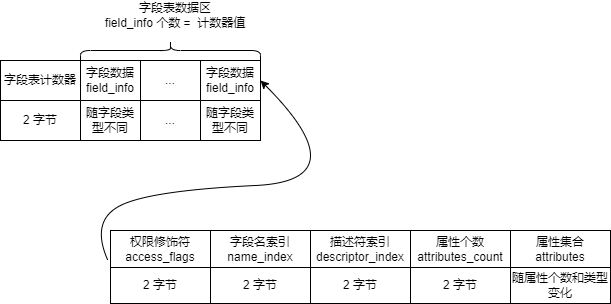 字段表数据区
field_info 个数 = 计数器值
字段表计数器
字段数据
field_info
...
字段数据
field_info
2 字节
随字段类
型不同
...
随字段类
型不同
权限修饰符
access_flags
字段名索引
name_index
描述符索引
descriptor_index
属性个数
attributes_count
属性集合
attributes
2 字节
2 字节
2 字节
2 字节
随属性个数和类型
变化